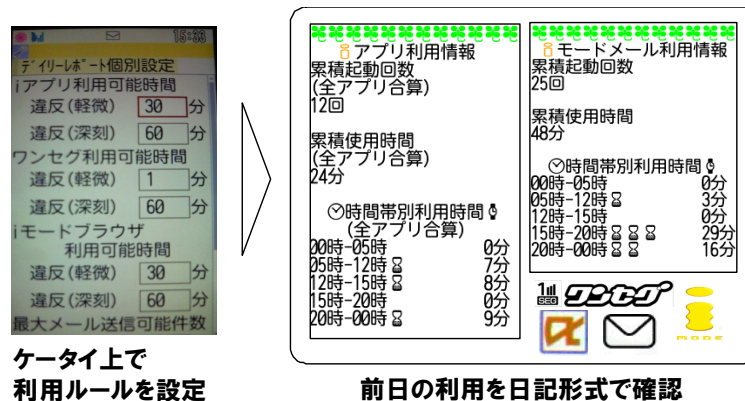 15:33
デイリーレポート個別設定
iアプリ利用可能時間
違反(軽微) 30 分
違反(深刻) 60 分
ワンセグ利用可能時間
違反(軽微) 1 分
違反(深刻) 60 分
iモードブラウザ
利用可能時間
違反(軽微) 30 分
違反(深刻) 60 分
最大メール送信可能件数
ケータイ上で
利用ルールを設定
アプリ利用情報
累積起動回数
(全アプリ合算)
12回
累積使用時間
(全アプリ合算)
24分
時間帯別利用時間
(全アプリ合算)
00時-05時 0分
05時-12時 7分
12時-15時 8分
15時-20時 0分
20時-00時 9分
iモードメール利用情報
累積起動回数
25回
累積使用時間
48分
時間帯別利用時間
00時-05時 0分
05時-12時 3分
12時-15時 0分
15時-20時 29分
20時-00時 16分
1 SEG ワンセグ
α
i MODE
前日の利用を日記形式で確認